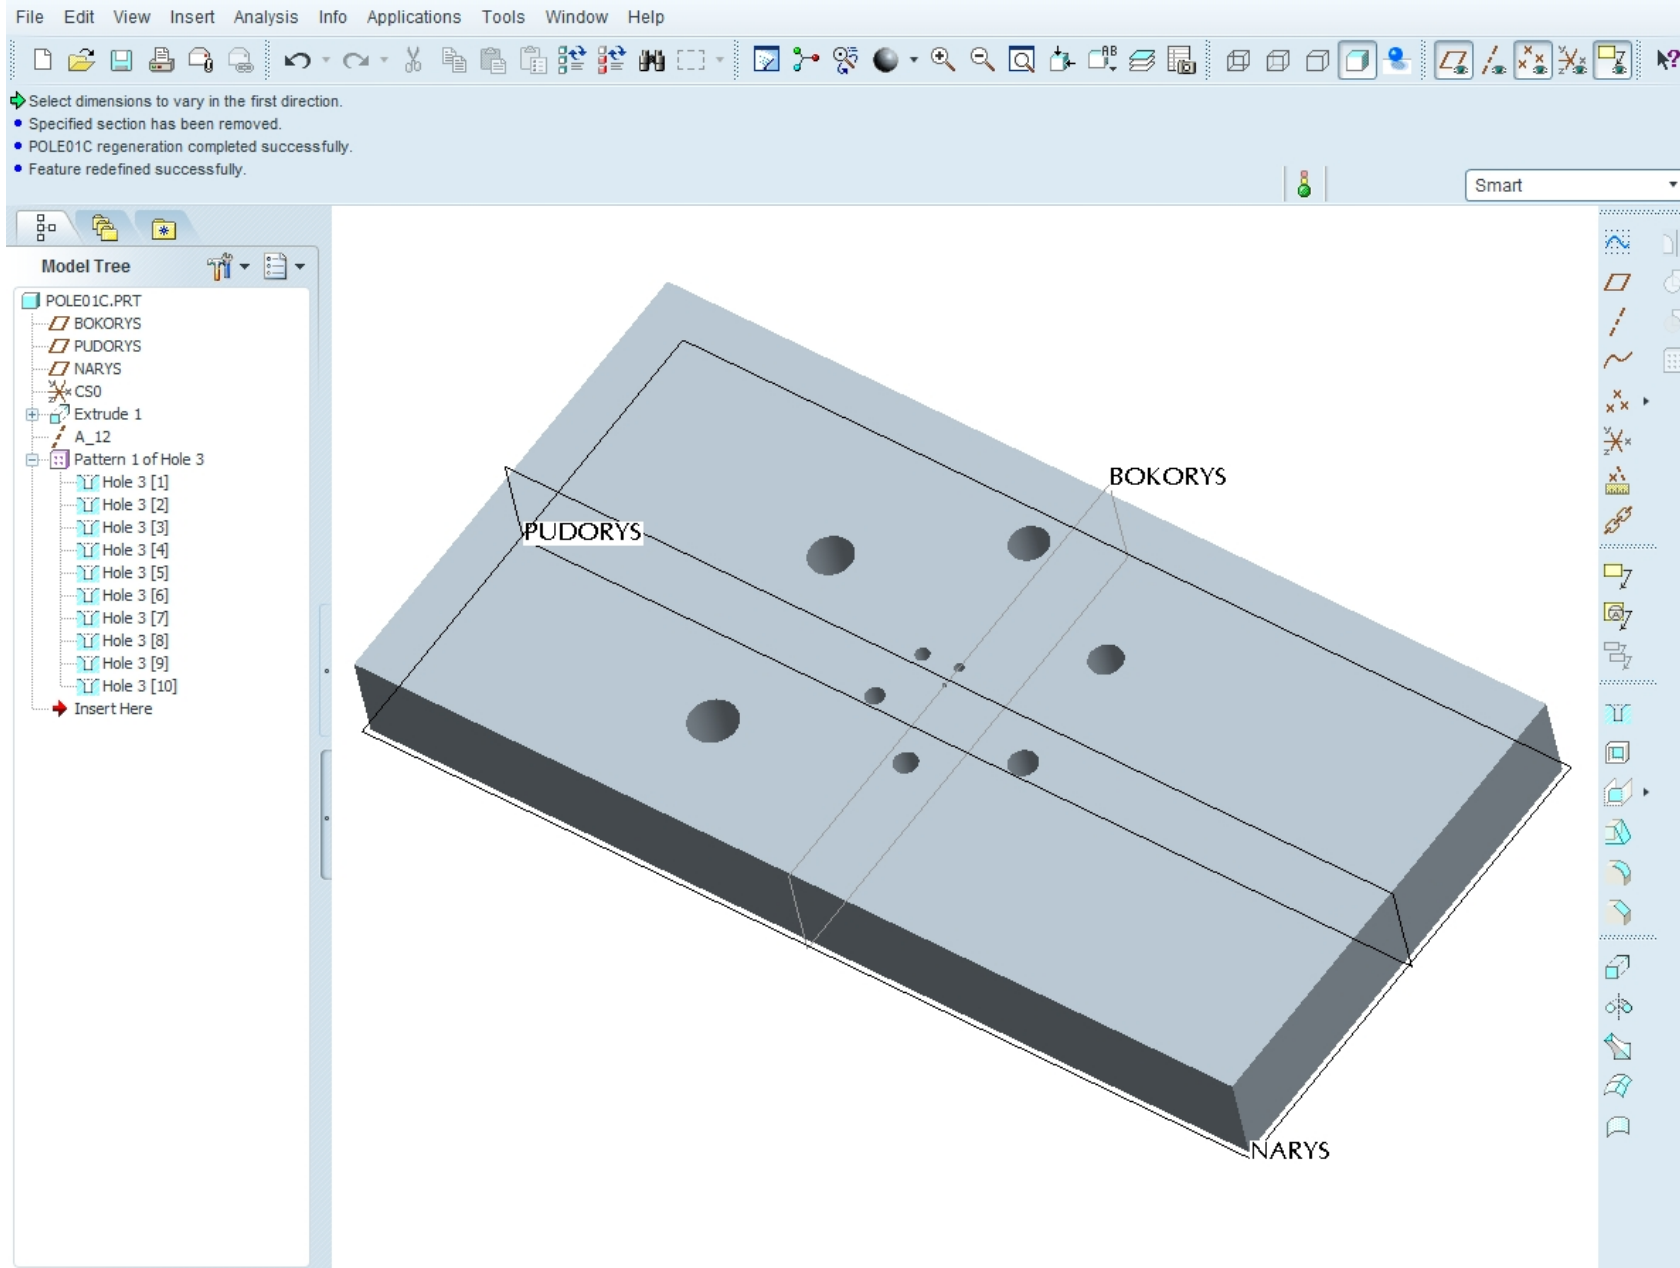 File Edit View Insert Analysis Info Applications Tools Window Help
Select dimensions to vary in the first direction.
Specified section has been removed.
POLE01C regeneration completed successfully.
Feature redefined successfully.
Smart
Model Tree
POLE01C.PRT
BOKORYS
PUDORYS
NARYS
CS0
Extrude 1
A_12
Pattern 1 of Hole 3
Hole 3 [1]
Hole 3 [2]
Hole 3 [3]
Hole 3 [4]
Hole 3 [5]
Hole 3 [6]
Hole 3 [7]
Hole 3 [8]
Hole 3 [9]
Hole 3 [10]
Insert Here
BOKORYS
PUDORYS
NARYS